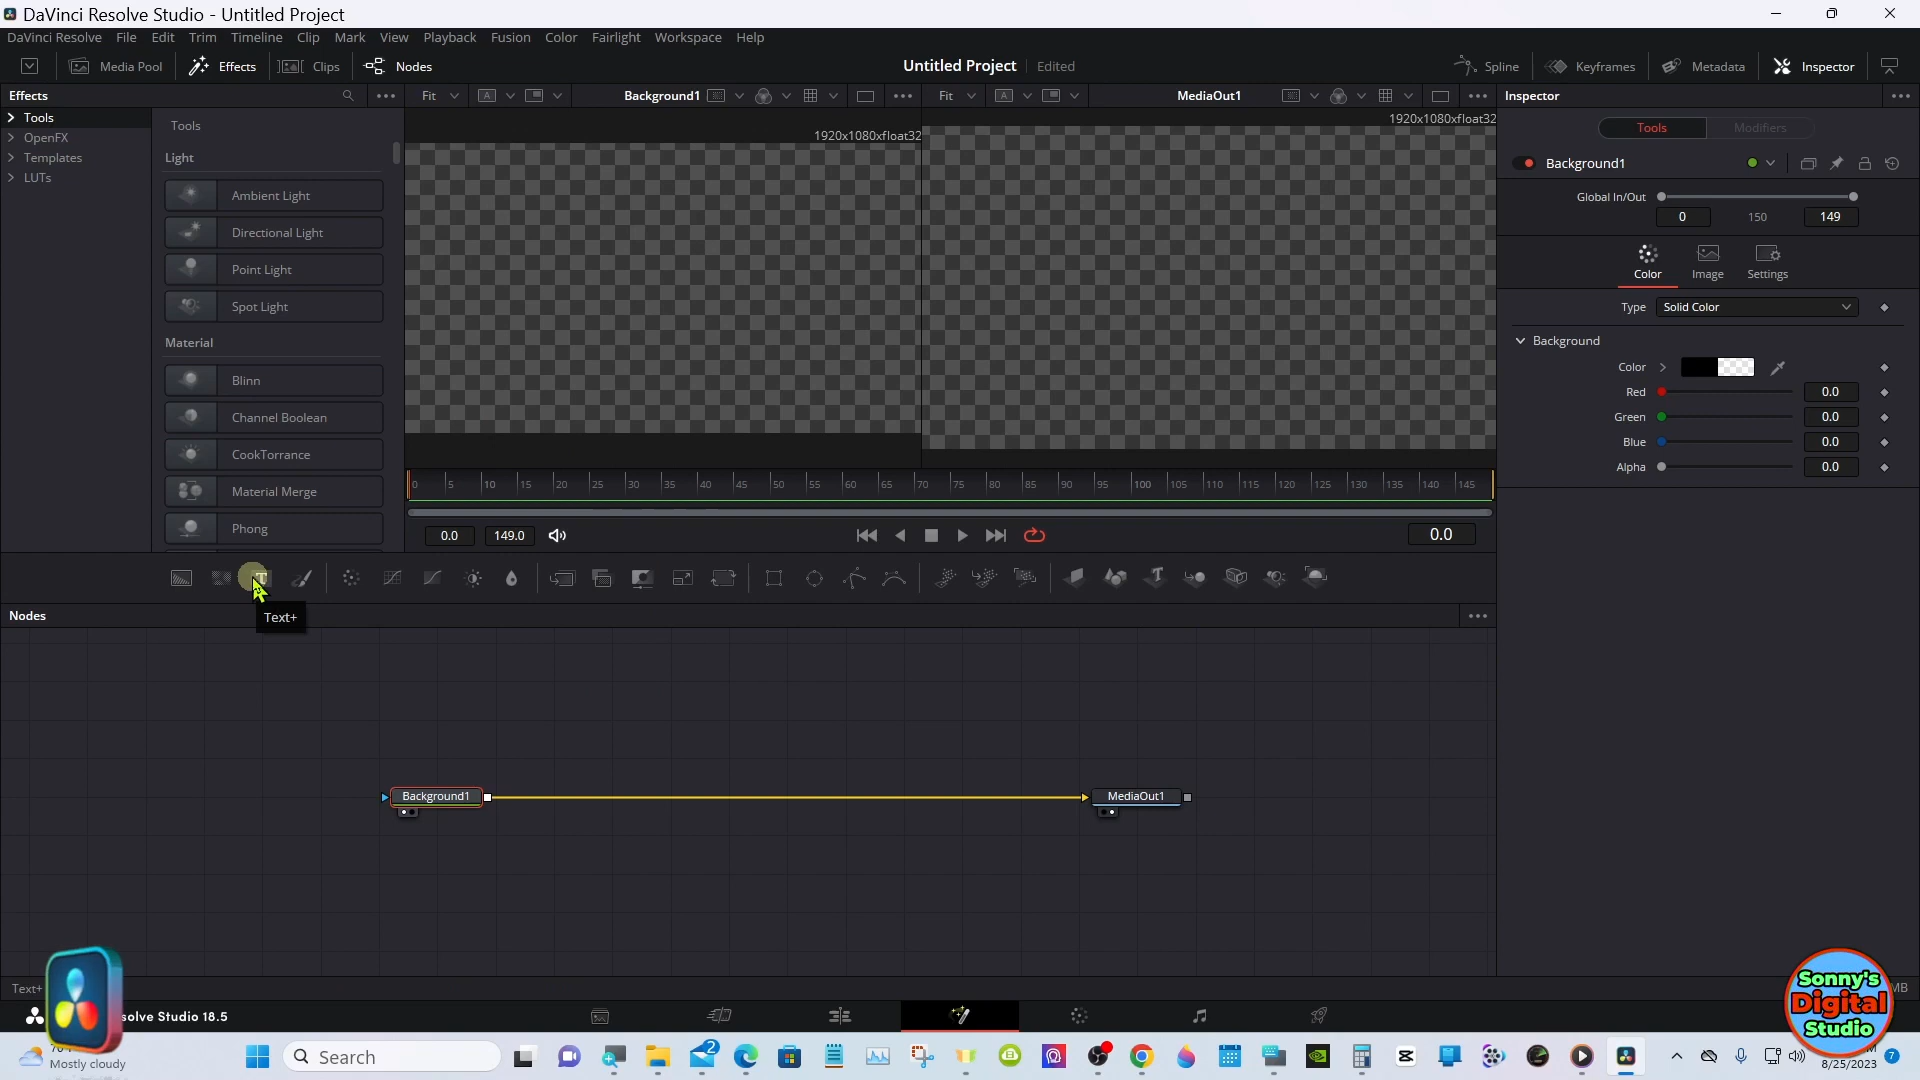 DaVinci Resolve Studio - Untitled Project
DaVinci Resolve File Edit Trim Timeline Clip Mark View Playback Fusion Color Fairlight Workspace Help
Media Pool Effects Clips Nodes Untitled Project Edited Spline Keyframes Metadata Inspector
Effects Fit A Background1 Fit A MediaOut1 Inspector
Tools
OpenFX
Templates
LUTs
Tools
Light
Ambient Light
Directional Light
Point Light
Spot Light
Material
Blinn
Channel Boolean
CookTorrance
Material Merge
Phong
1920x1080xfloat32
1920x1080xfloat32
0 5 10 15 20 25 30 35 40 45 50 55 60 65 70 75 80 85 90 95 100 105 110 115 120 125 130 135 140 145
0.0 149.0 0.0
Tools Modifiers
Background1
Global In/Out
0 150 149
Color Image Settings
Type Solid Color
Background
Color
Red 0.0
Green 0.0
Blue 0.0
Alpha 0.0
T T
Text+
Nodes
Background1 MediaOut1
Text+ MB
solve Studio 18.5
Sonny's
Digital
Studio
Mostly cloudy
Search
2
8/25/2023
7